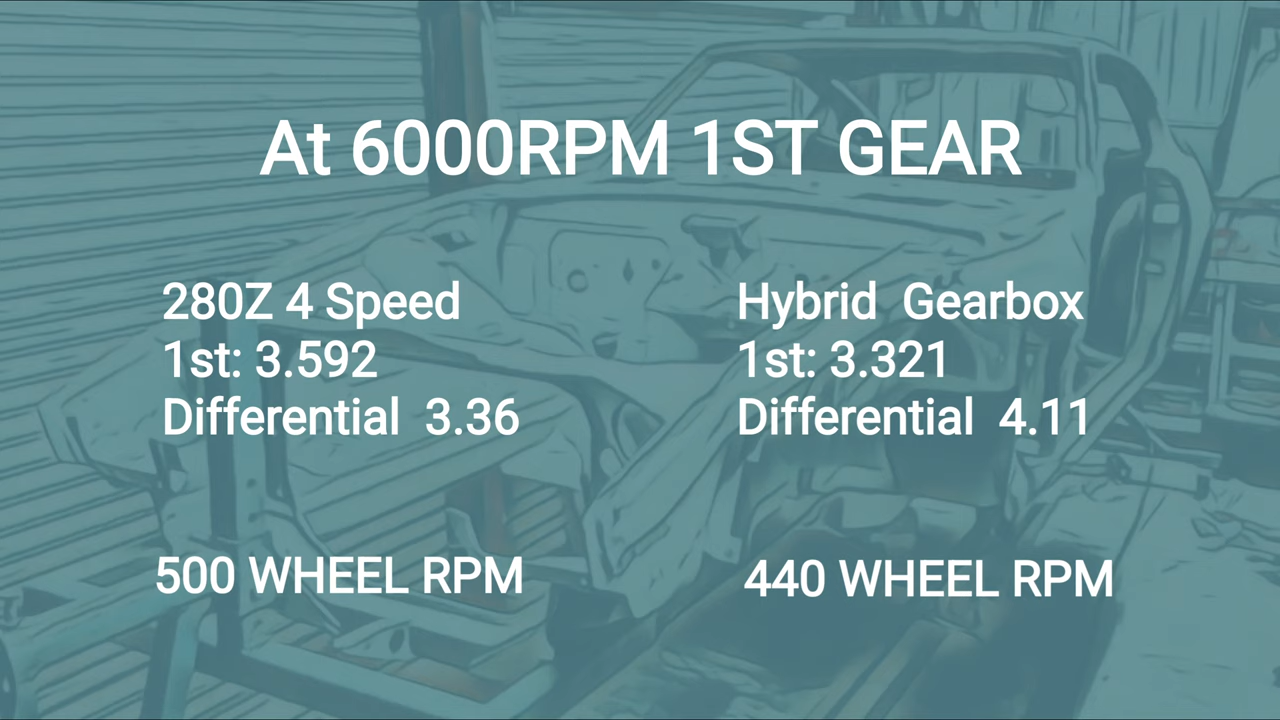 At 6000RPM 1ST GEAR
280Z 4 Speed
1st: 3.592
Differential 3.36
500 WHEEL RPM
Hybrid Gearbox
1st: 3.321
Differential 4.11
440 WHEEL RPM